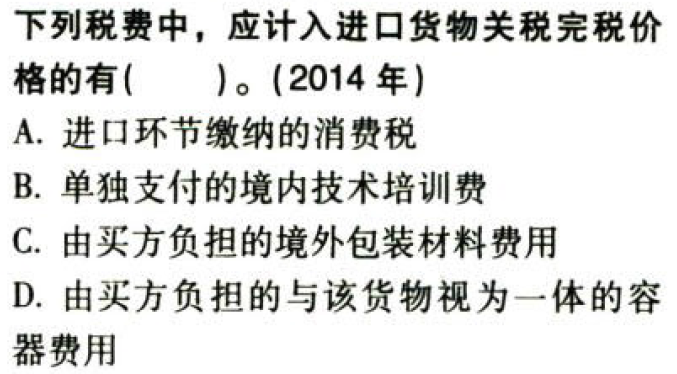 下列税费中，应计入进口货物关税完税价
格的有(　　)。(2014 年)
A. 进口环节缴纳的消费税
B. 单独支付的境内技术培训费
C. 由买方负担的境外包装材料费用
D. 由买方负担的与该货物视为一体的容
器费用